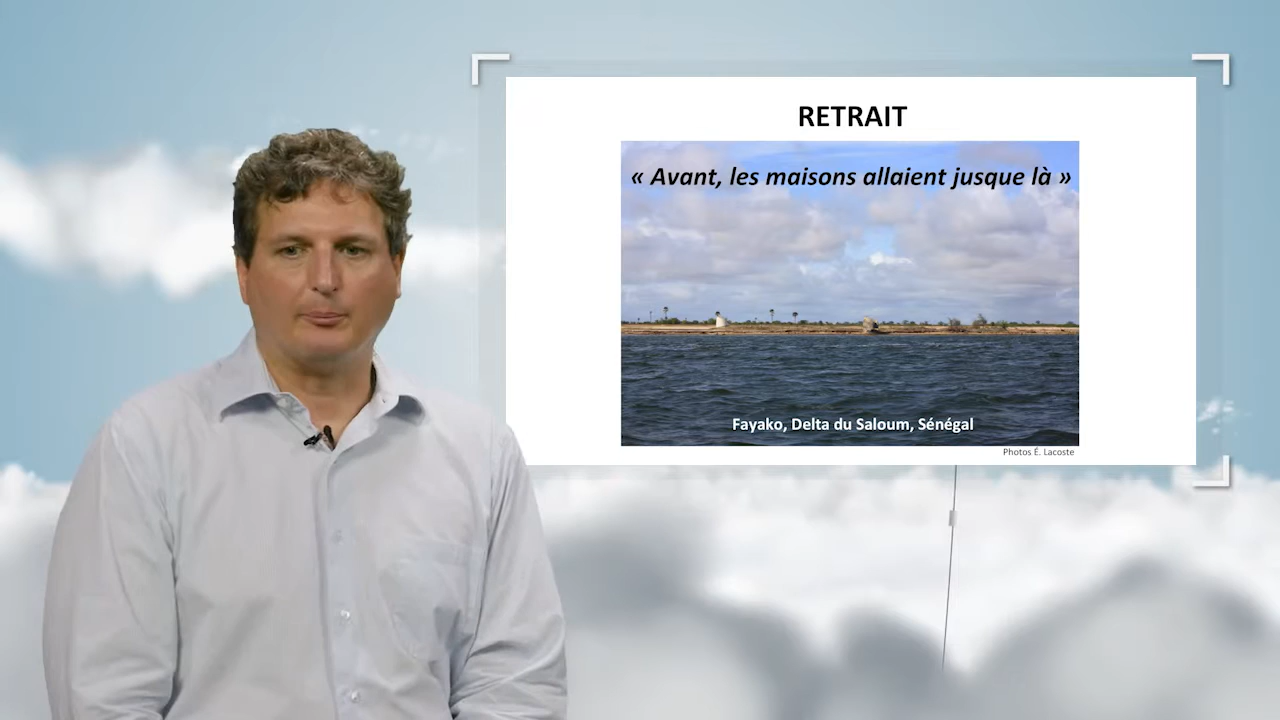 RETRAIT
« Avant, les maisons allaient jusque là »
Fayako, Delta du Saloum, Sénégal
Photos É. Lacoste